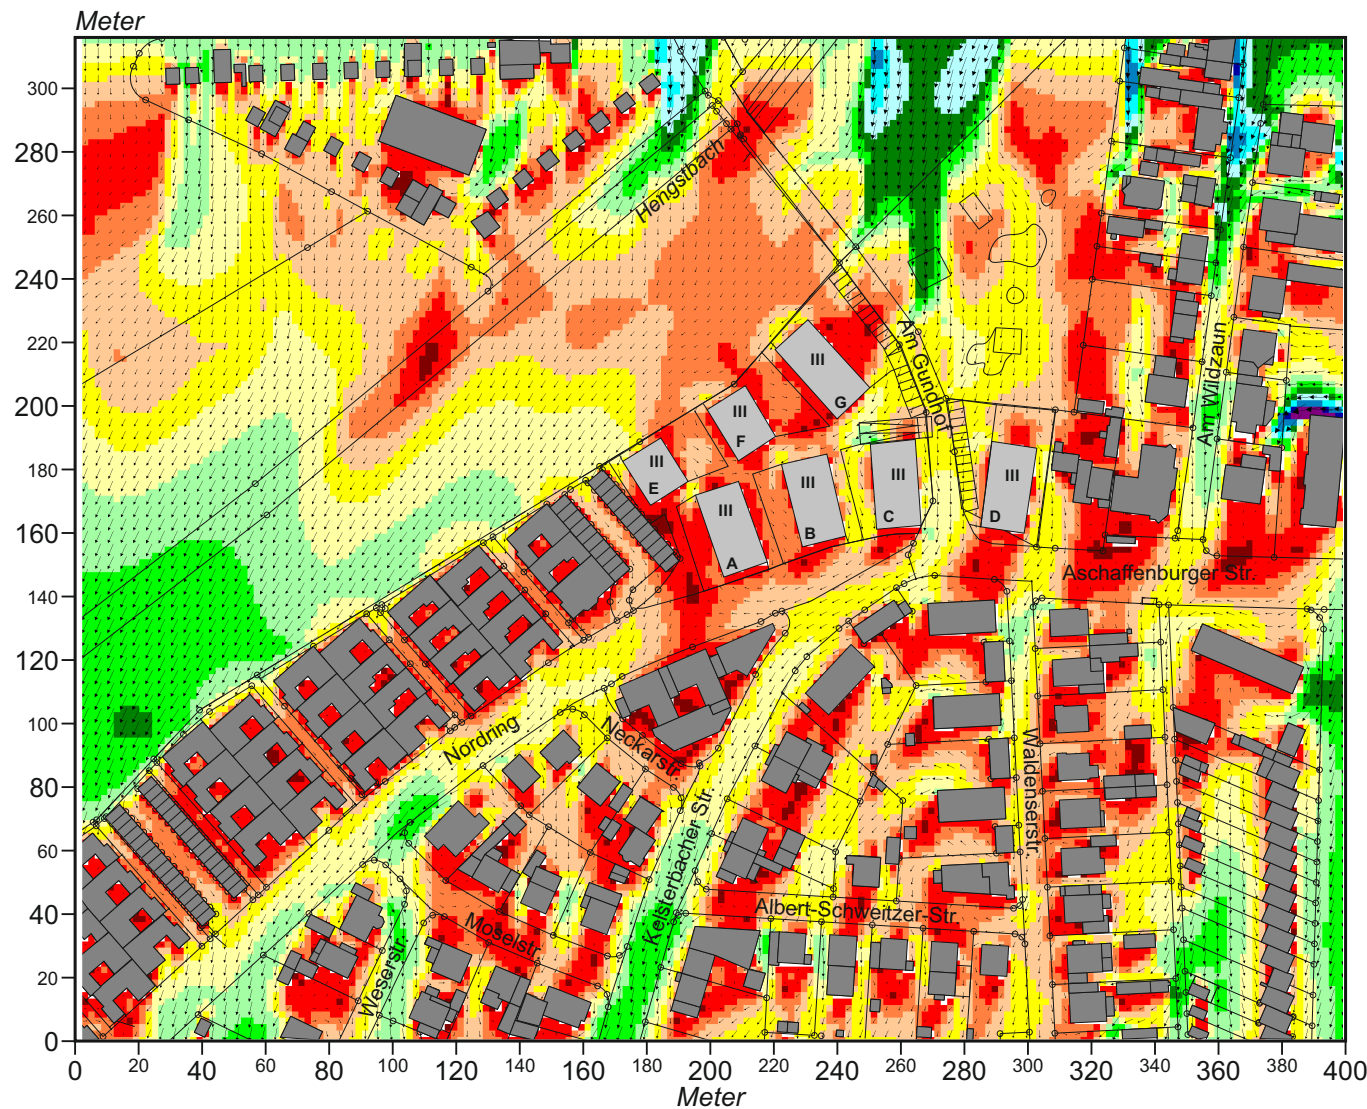 Meter
300
280
260
240
220
200
180
160
140
120
100
80
60
40
20
0
Hengstbach
Am Gundhof
Am Wildzaun
III
G
III
F
III
E
III
A
III
B
III
C
III
D
Aschaffenburger Str.
Nordring
Neckarstr.
Waldenserstr.
Kelsterbacher Str.
Albert-Schweitzer-Str.
Moselstr.
Weserstr.
0 20 40 60 80 100 120 140 160 180 200 220 240 260 280 300 320 340 360 380 400
Meter